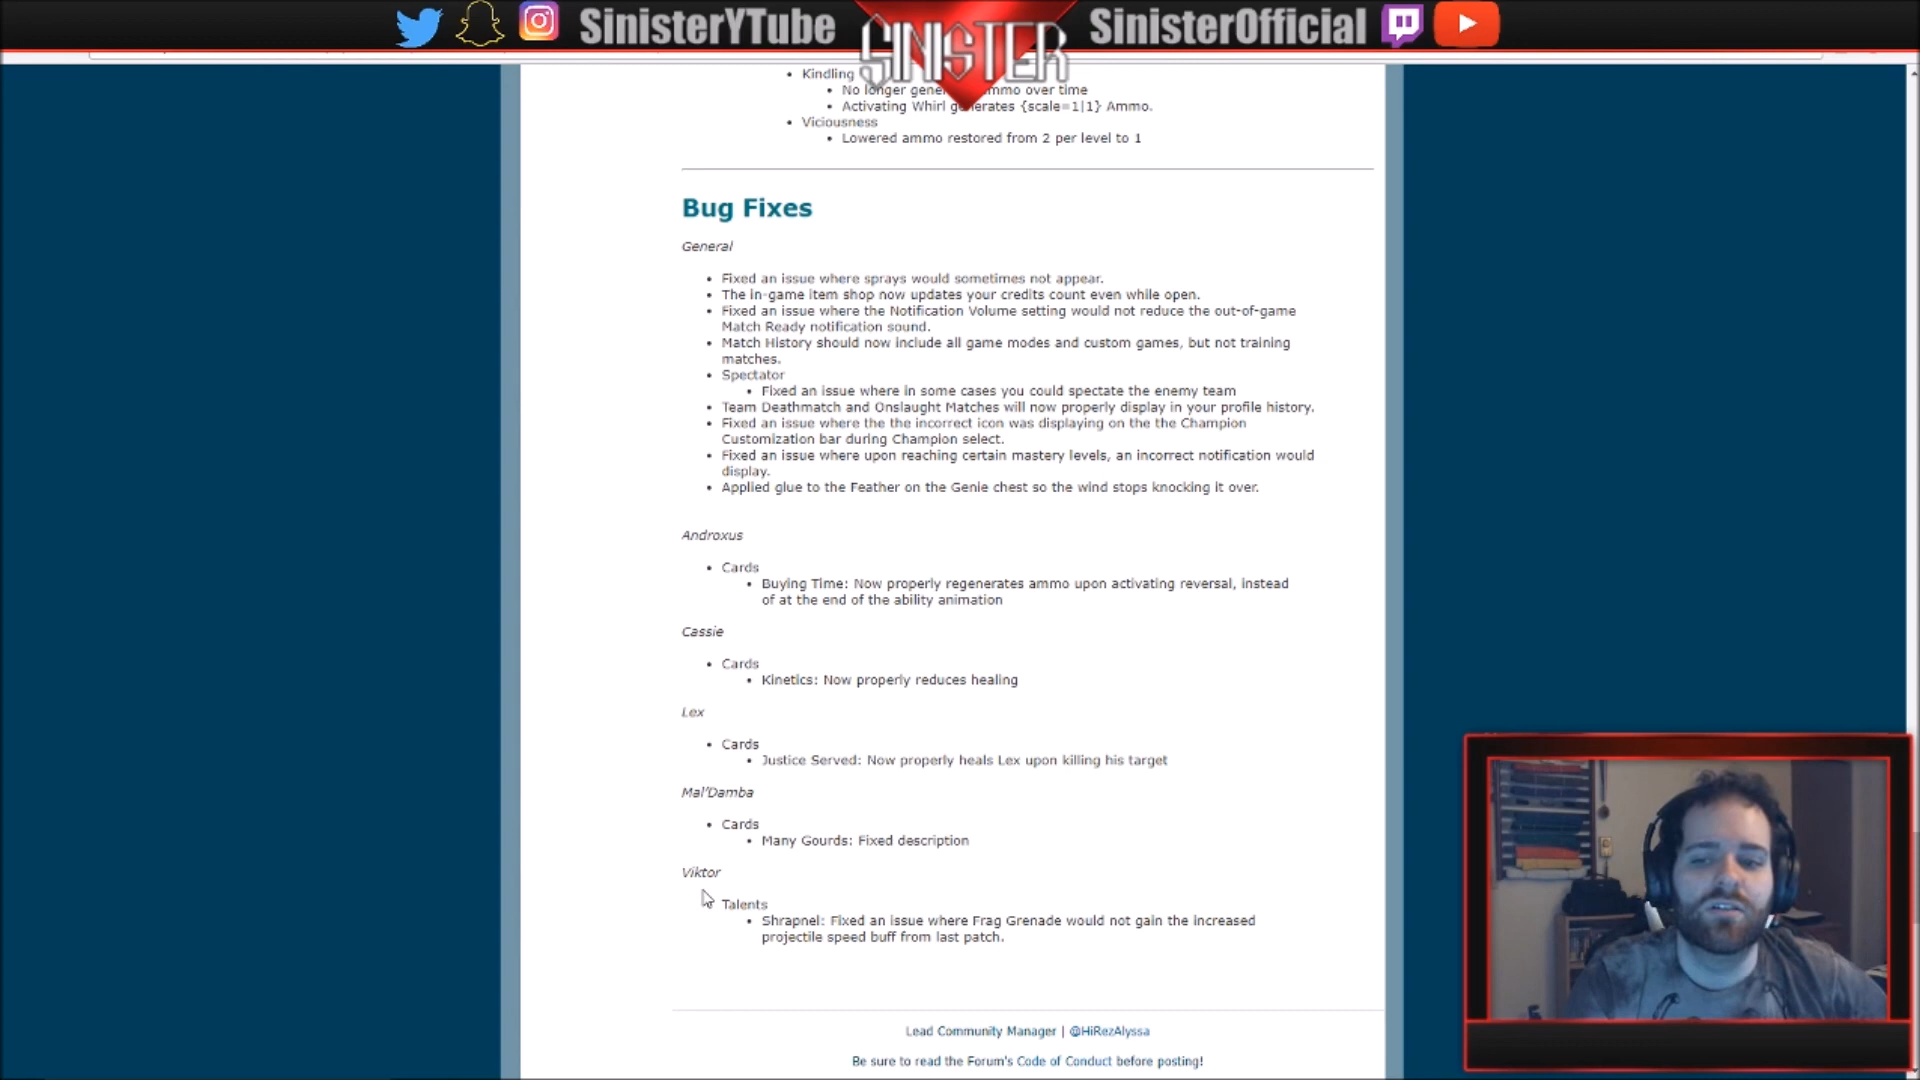 SinisterYTube
SINISTER
SinisterOfficial
Kindling
No longer gene mmo over time
Activating Whirl generates {scale=1|1} Ammo.
Viciousness
Lowered ammo restored from 2 per level to 1
Bug Fixes
General
Fixed an issue where sprays would sometimes not appear.
The in-game item shop now updates your credits count even while open.
Fixed an issue where the Notification Volume setting would not reduce the out-of-game
Match Ready notification sound.
Match History should now include all game modes and custom games, but not training
matches.
Spectator
Fixed an issue where in some cases you could spectate the enemy team
Team Deathmatch and Onslaught Matches will now properly display in your profile history.
Fixed an issue where the the incorrect icon was displaying on the the Champion
Customization bar during Champion select.
Fixed an issue where upon reaching certain mastery levels, an incorrect notification would
display.
Applied glue to the Feather on the Genie chest so the wind stops knocking it over.
Androxus
Cards
Buying Time: Now properly regenerates ammo upon activating reversal, instead
of at the end of the ability animation
Cassie
Cards
Kinetics: Now properly reduces healing
Lex
Cards
Justice Served: Now properly heals Lex upon killing his target
Mal'Damba
Cards
Many Gourds: Fixed description
Viktor
Talents
Shrapnel: Fixed an issue where Frag Grenade would not gain the increased
projectile speed buff from last patch.
Lead Community Manager | @HiRezAlyssa
Be sure to read the Forum's Code of Conduct before posting!